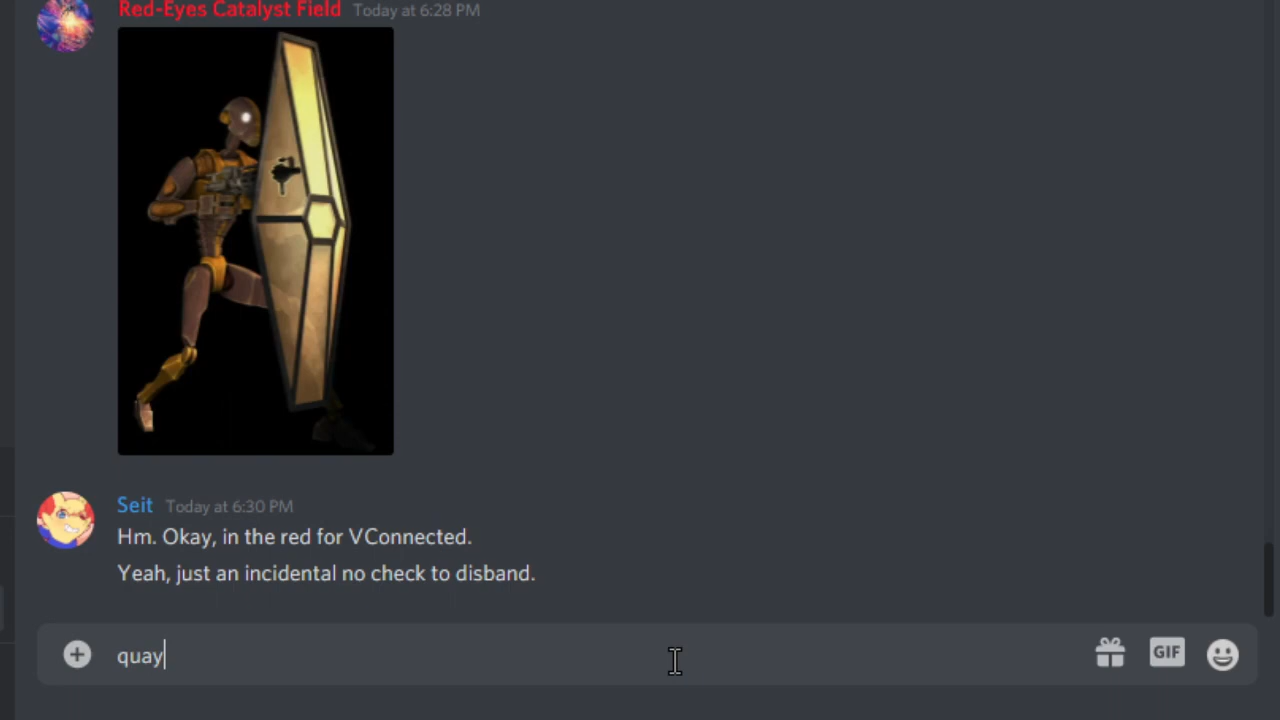 Red-Eyes Catalyst Field Today at 6:28 PM
Seit Today at 6:30 PM
Hm. Okay, in the red for VConnected.
Yeah, just an incidental no check to disband.
quay
GIF